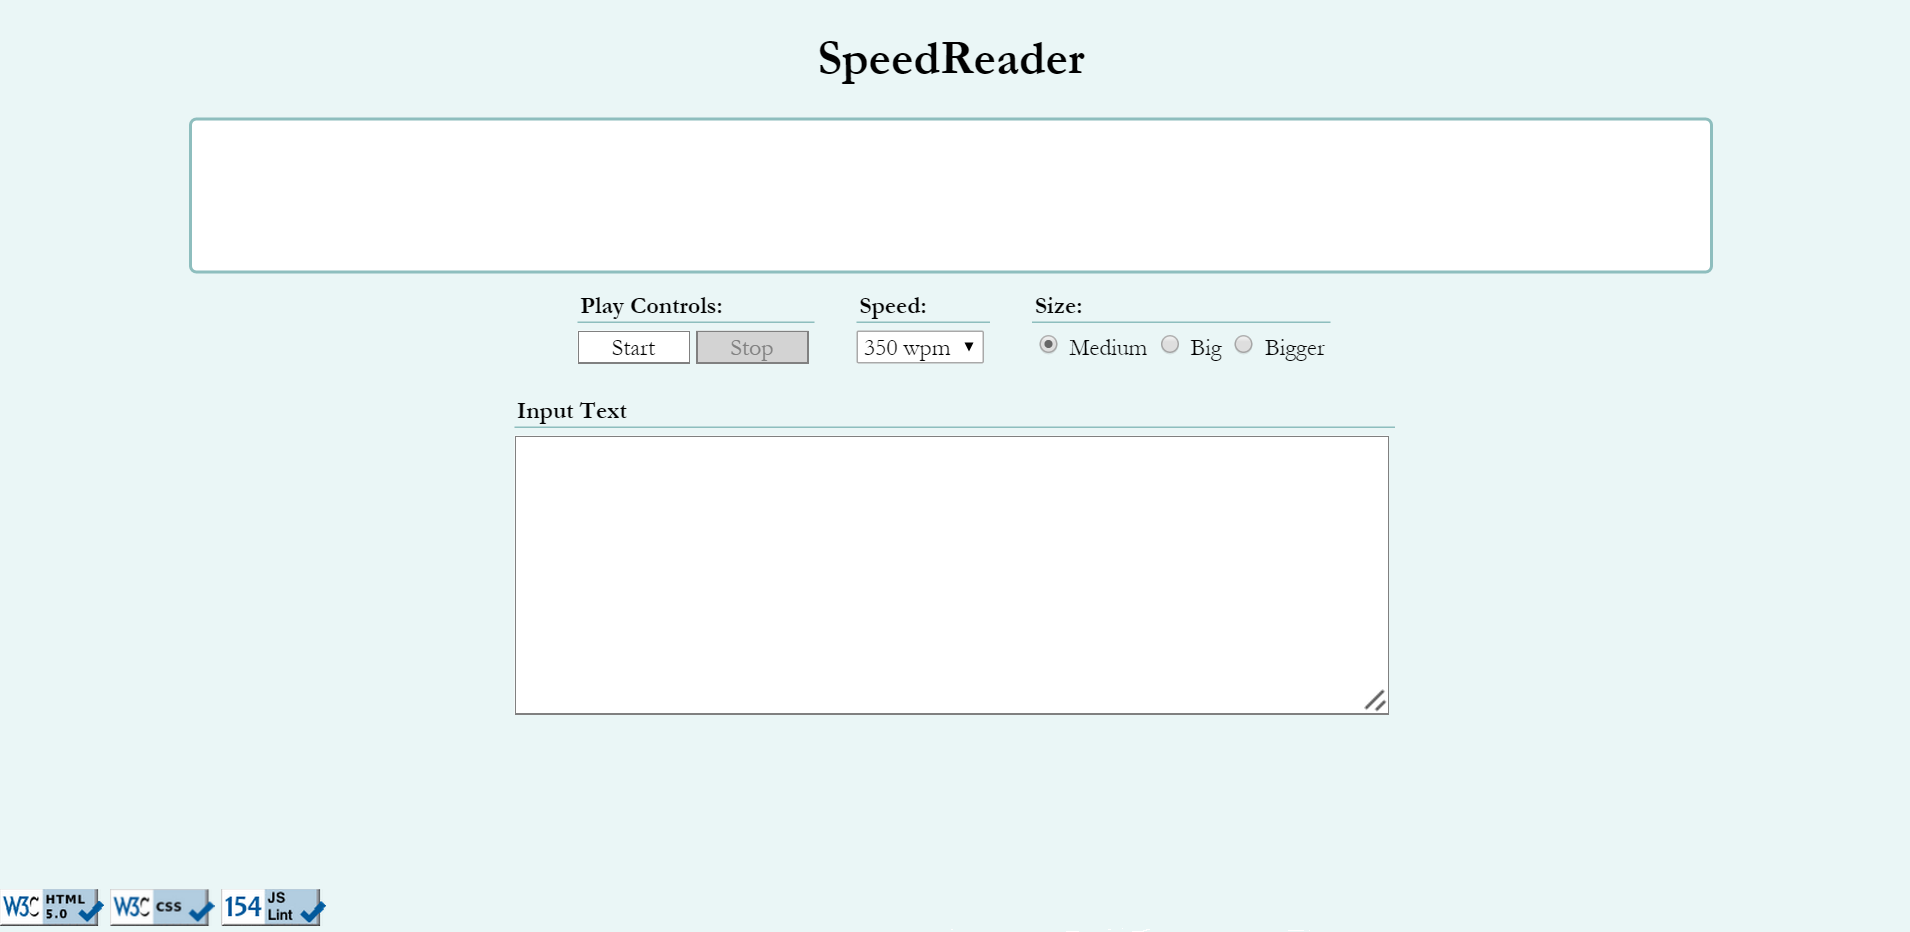 SpeedReader
Play Controls: Speed: Size:
Start Stop 350 wpm Medium Big Bigger
Input Text
W3C HTML 5.0 W3C css 154 JS Lint